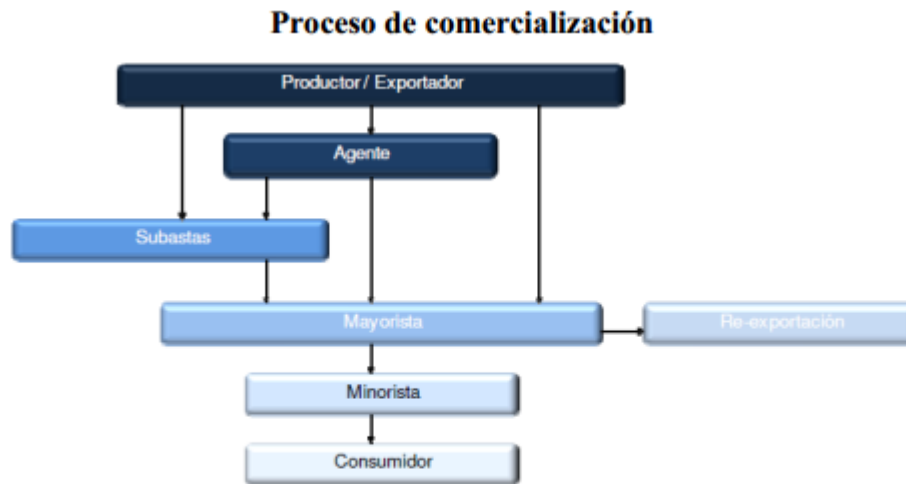 Proceso de comercialización
Productor / Exportador
Agente
Subastas
Mayorista
Re-exportación
Minorista
Consumidor